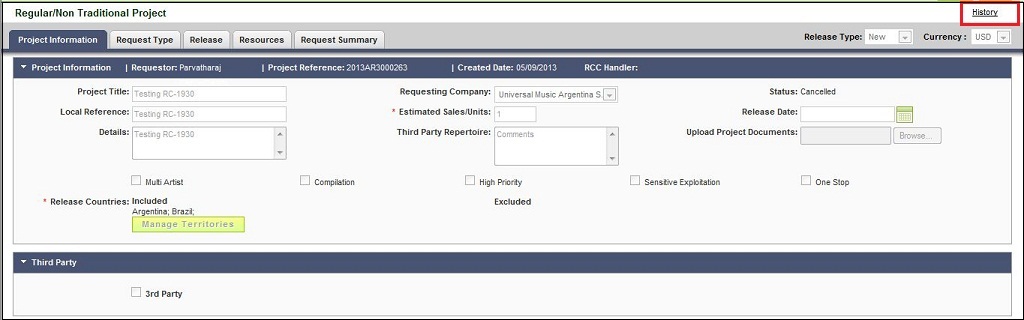 Regular/Non Traditional Project History
Project Information Request Type Release Resources Request Summary Release Type: New Currency : USD
Project Information | Requestor: Parvatharaj | Project Reference: 2013AR3000263 | Created Date: 05/09/2013 RCC Handler:
Project Title: Testing RC-1930 Requesting Company: Universal Music Argentina S. Status: Cancelled
Local Reference: Testing RC-1930 * Estimated Sales/Units: 1 Release Date:
Details: Testing RC-1930 Third Party Repertoire: Comments Upload Project Documents: Browse...
Multi Artist Compilation High Priority Sensitive Exploitation One Stop
* Release Countries: Included Excluded
Argentina; Brazil;
Manage Territories
Third Party
3rd Party